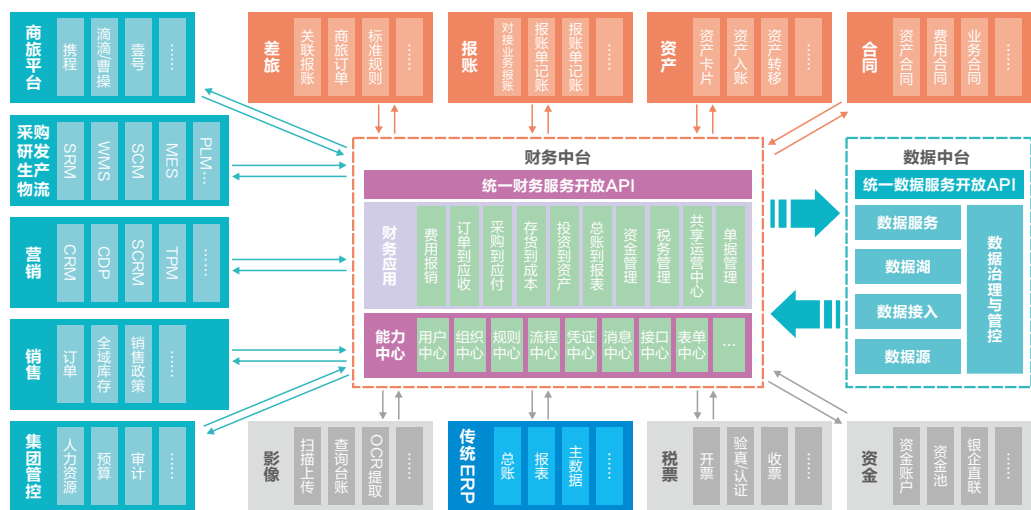 商旅平台
携程
滴滴/曹操
壹号
……
差旅
关联报账
商旅订单
标准规则
……
报账
对接业务报账
报账单记账
报账单记账
……
资产
资产卡片
资产入账
资产转移
……
合同
资产合同
费用合同
业务合同
……
采购
研发
生产
物流
SRM
WMS
SCM
MES
PLM…
营销
CRM
CDP
SCRM
TPM
……
销售
订单
全域库存
销售政策
……
集团管控
人力资源
预算
审计
……
财务中台
统一财务服务开放API
财务应用
费用报销
订单到应收
采购到应付
存货到成本
投资到资产
总账到报表
资金管理
税务管理
共享运营中心
单据管理
能力中心
用户中心
组织中心
规则中心
流程中心
凭证中心
消息中心
接口中心
表单中心
…
数据中台
统一数据服务开放API
数据服务
数据湖
数据接入
数据源
数据治理与管控
影像
扫描上传
查询台账
OCR提取
……
传统ERP
总账
报表
主数据
……
税票
开票
验真/认证
收票
……
资金
资金账户
资金池
银企直联
……